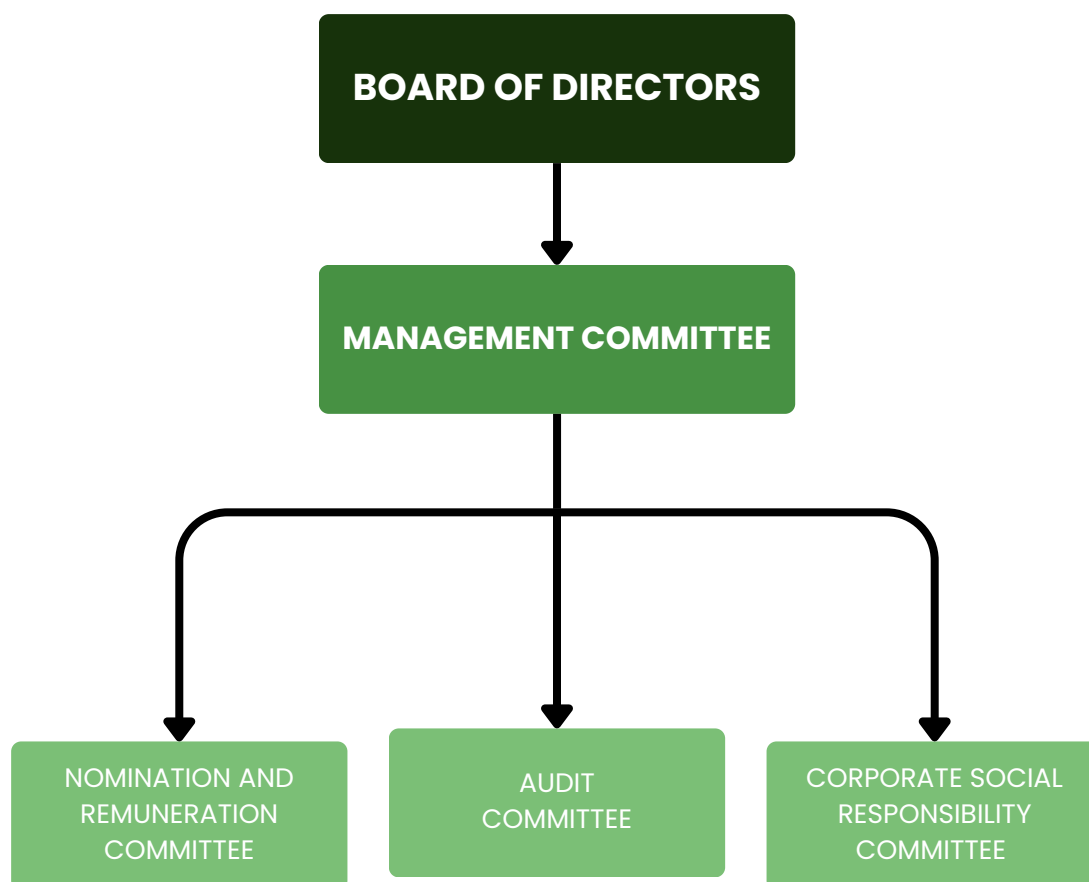 BOARD OF DIRECTORS
MANAGEMENT COMMITTEE
NOMINATION AND
REMUNERATION
COMMITTEE
AUDIT
COMMITTEE
CORPORATE SOCIAL
RESPONSIBILITY
COMMITTEE